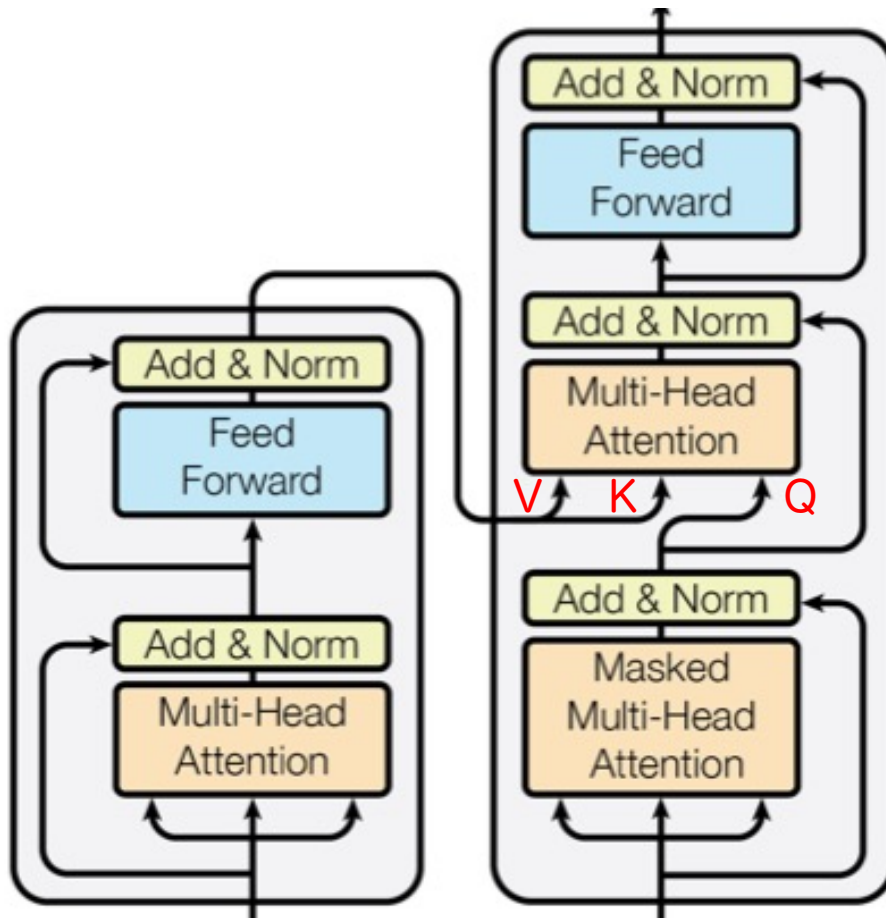 Add & Norm
Feed
Forward
Add & Norm
Multi-Head
Attention
Add & Norm
Feed
Forward
Add & Norm
Multi-Head
Attention
V K Q
Add & Norm
Masked
Multi-Head
Attention